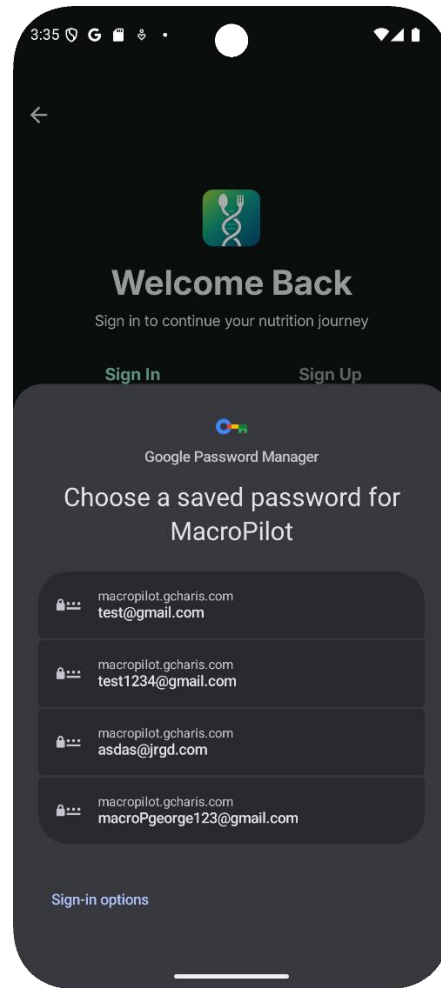 3:35
Welcome Back
Sign in to continue your nutrition journey
Sign In Sign Up
Google Password Manager
Choose a saved password for
MacroPilot
macropilot.gcharis.com
test@gmail.com
macropilot.gcharis.com
test1234@gmail.com
macropilot.gcharis.com
asdas@jrgd.com
macropilot.gcharis.com
macroPgeorge123@gmail.com
Sign-in options